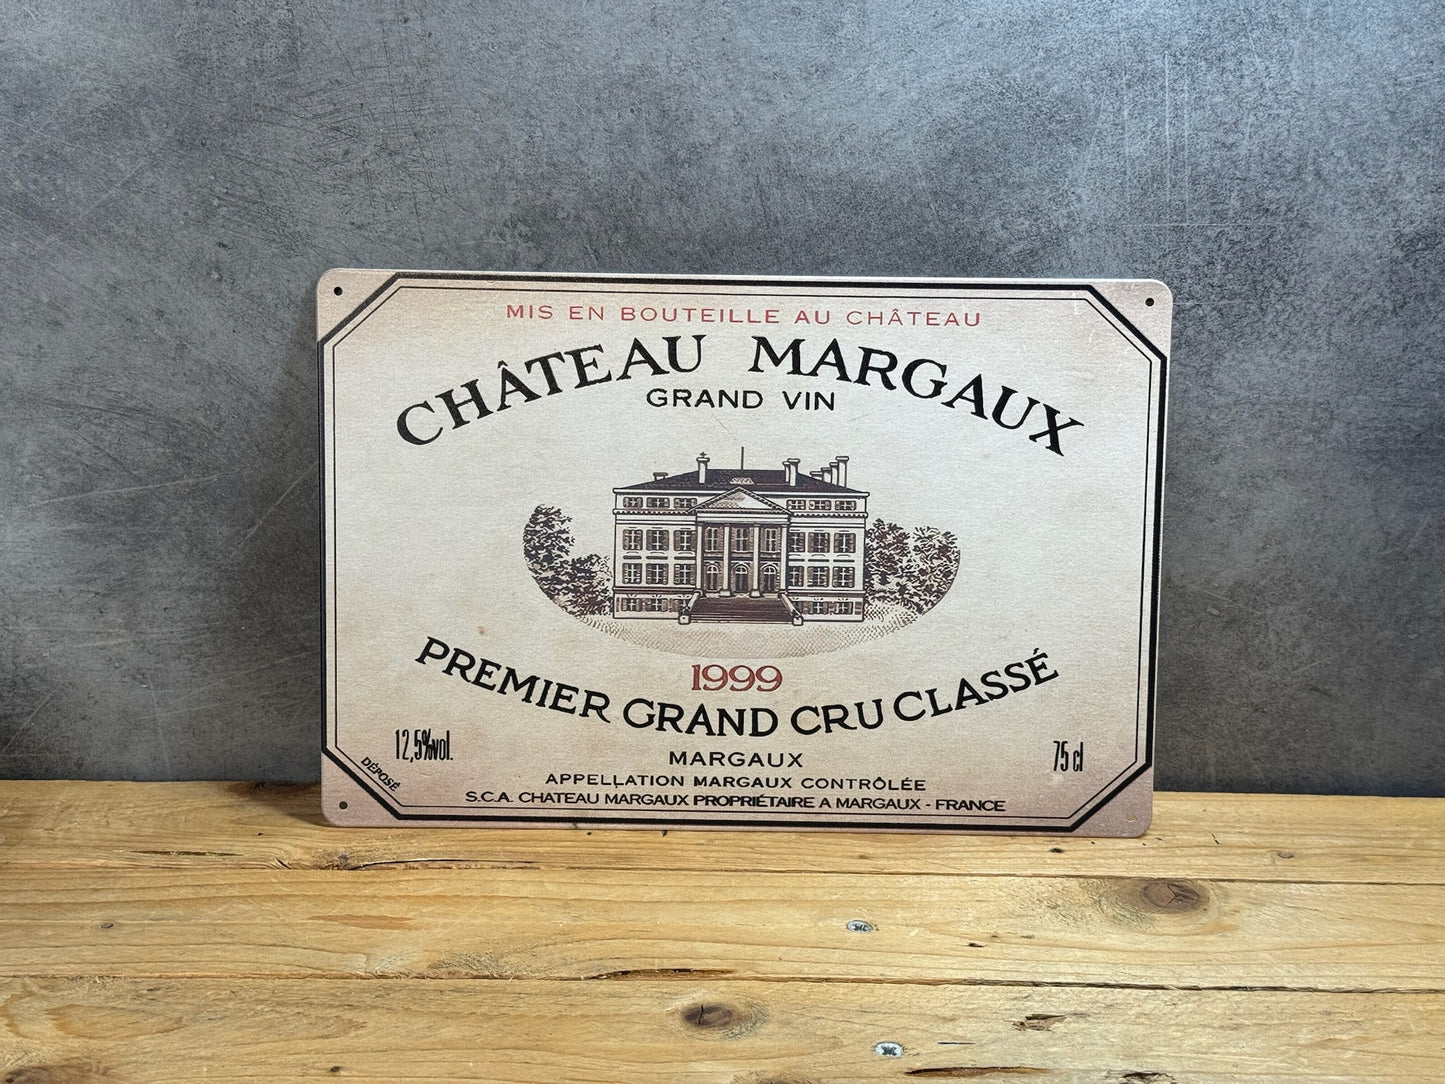 MIS EN BOUTEILLE AU CHÂTEAU
CHÂTEAU MARGAUX
GRAND VIN
1999
PREMIER GRAND CRU CLASSÉ
12,5%vol.
75 cl
MARGAUX
DÉPOSÉ
APPELLATION MARGAUX CONTRÔLÉE
S.C.A. CHATEAU MARGAUX PROPRIÉTAIRE A MARGAUX - FRANCE